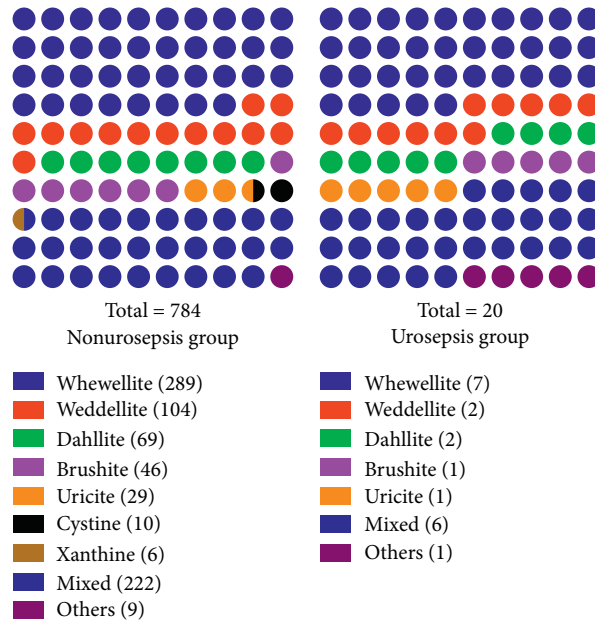 Total = 784
Nonurosepsis group
Whewellite (289)
Weddellite (104)
Dahllite (69)
Brushite (46)
Uricite (29)
Cystine (10)
Xanthine (6)
Mixed (222)
Others (9)
Total = 20
Urosepsis group
Whewellite (7)
Weddellite (2)
Dahllite (2)
Brushite (1)
Uricite (1)
Mixed (6)
Others (1)